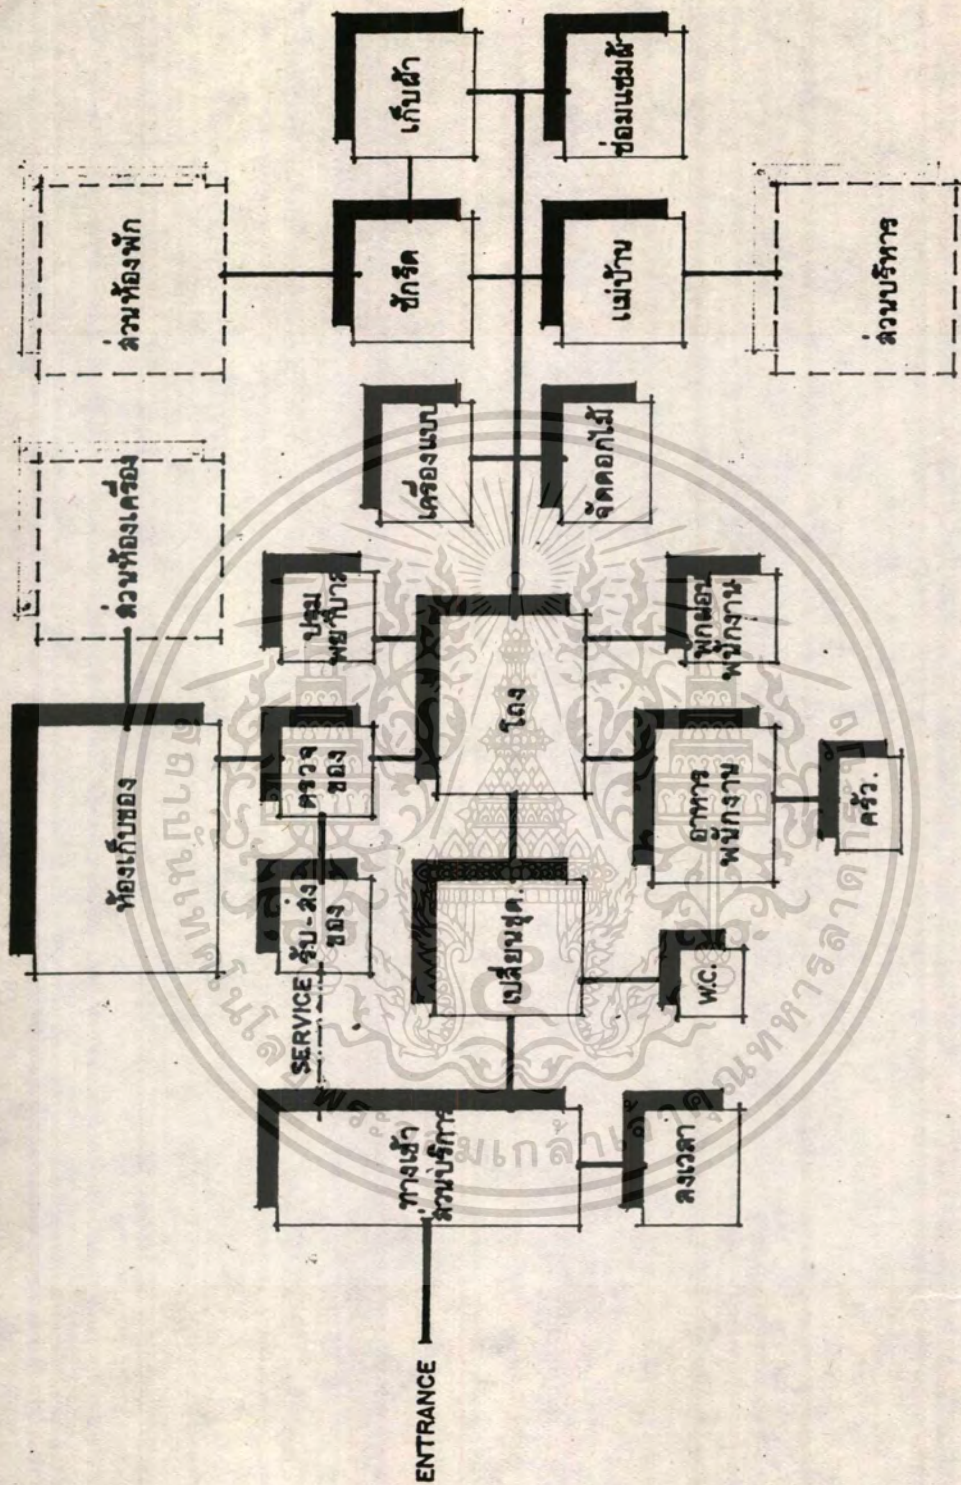 ENTRANCE
ทางเข้า
ส่วนบริการ
ลงเวลา
SERVICE
รับ-ส่ง
ของ
ตรวจ
ของ
ห้องเก็บของ
ส่วนห้องเครื่อง
เปลี่ยนชุด.
W.C.
โถง
ปฐม
พยาบาล
อาหาร
พนักงาน
ครัว.
พักผ่อน
พนักงาน
เครื่องแบบ
จัดดอกไม้
ส่วนห้องพัก
ซักรีด
แม่บ้าน
ส่วนบริหาร
เก็บผ้า
ซ่อมแซมผ้า